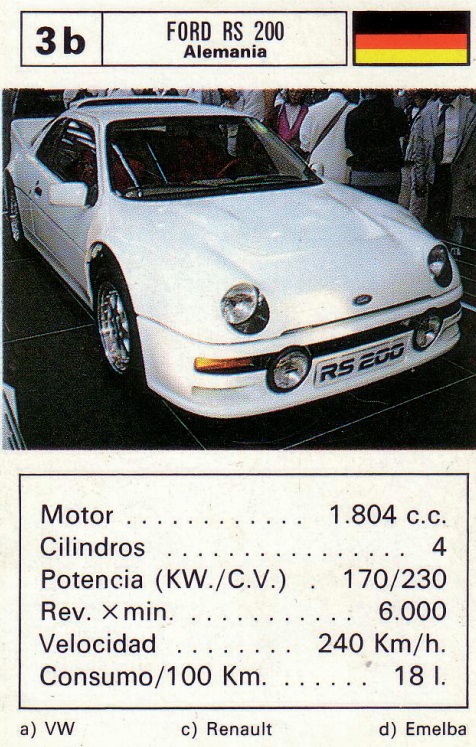 3b
FORD RS 200
Alemania
RS 200
Motor . . . . . . . . . . . . 1.804 c.c.
Cilindros . . . . . . . . . . . . . . . . . . 4
Potencia (KW./C.V.) . 170/230
Rev. × min. . . . . . . . . . . . . 6.000
Velocidad . . . . . . . . 240 Km/h.
Consumo/100 Km. . . . . . . 18 l.
a) VW c) Renault d) Emelba